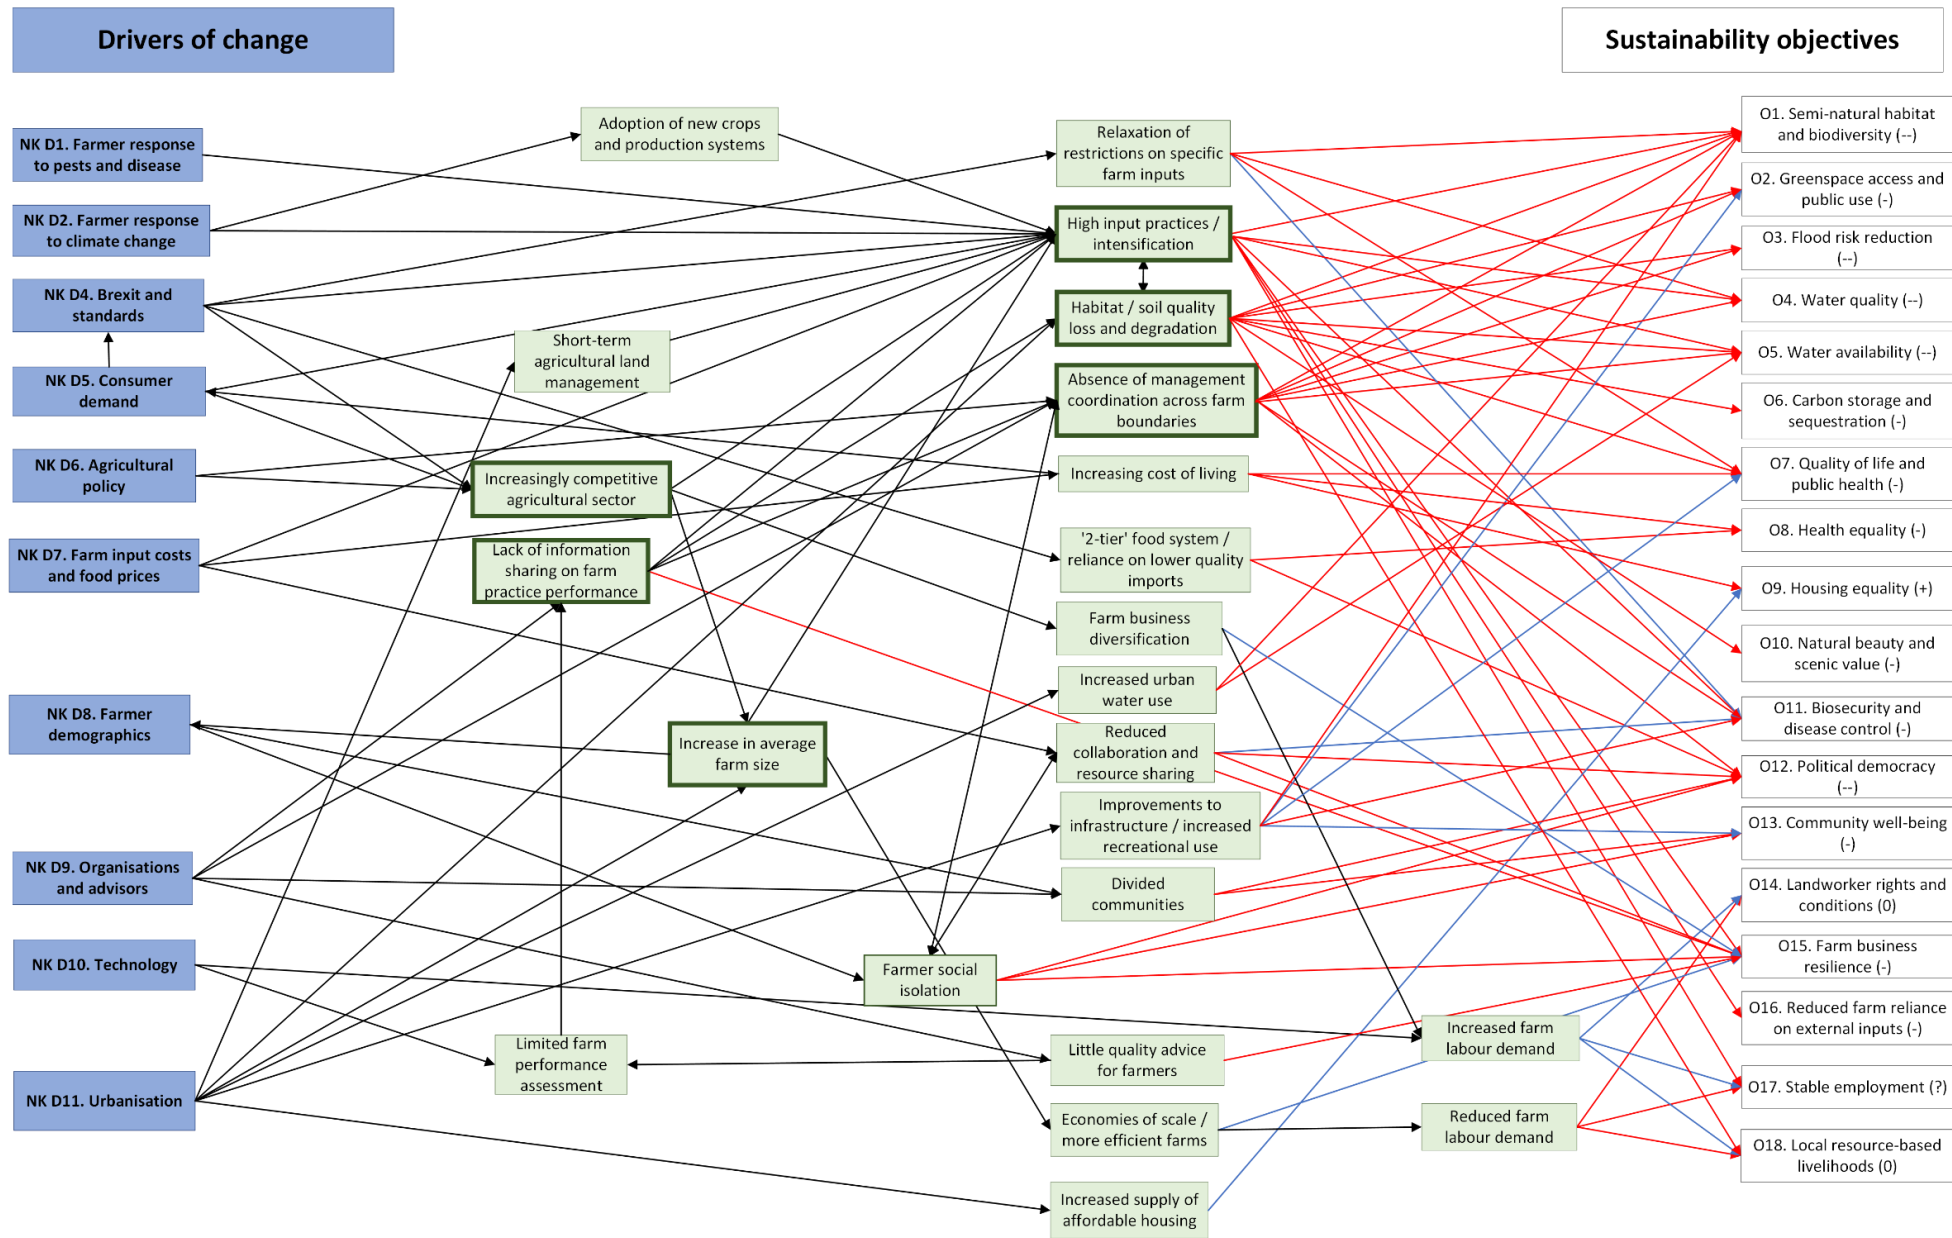 Drivers of change
Sustainability objectives
NK D1. Farmer response
to pests and disease
NK D2. Farmer response
to climate change
NK D4. Brexit and
standards
NK D5. Consumer
demand
NK D6. Agricultural
policy
NK D7. Farm input costs
and food prices
NK D8. Farmer
demographics
NK D9. Organisations
and advisors
NK D10. Technology
NK D11. Urbanisation
Adoption of new crops
and production systems
Short-term
agricultural land
management
Increasingly competitive
agricultural sector
Lack of information
sharing on farm
practice performance
Increase in average
farm size
Farmer social
isolation
Limited farm
performance
assessment
Relaxation of
restrictions on specific
farm inputs
High input practices /
intensification
Habitat / soil quality
loss and degradation
Absence of management
coordination across farm
boundaries
Increasing cost of living
'2-tier' food system /
reliance on lower quality
imports
Farm business
diversification
Increased urban
water use
Reduced
collaboration and
resource sharing
Improvements to
infrastructure / increased
recreational use
Divided
communities
Little quality advice
for farmers
Economies of scale /
more efficient farms
Increased supply of
affordable housing
Increased farm
labour demand
Reduced farm
labour demand
O1. Semi-natural habitat
and biodiversity (--)
O2. Greenspace access and
public use (-)
O3. Flood risk reduction
(--)
O4. Water quality (--)
O5. Water availability (--)
O6. Carbon storage and
sequestration (-)
O7. Quality of life and
public health (-)
O8. Health equality (-)
O9. Housing equality (+)
O10. Natural beauty and
scenic value (-)
O11. Biosecurity and
disease control (-)
O12. Political democracy
(--)
O13. Community well-being
(-)
O14. Landworker rights and
conditions (0)
O15. Farm business
resilience (-)
O16. Reduced farm reliance
on external inputs (-)
O17. Stable employment (?)
O18. Local resource-based
livelihoods (0)